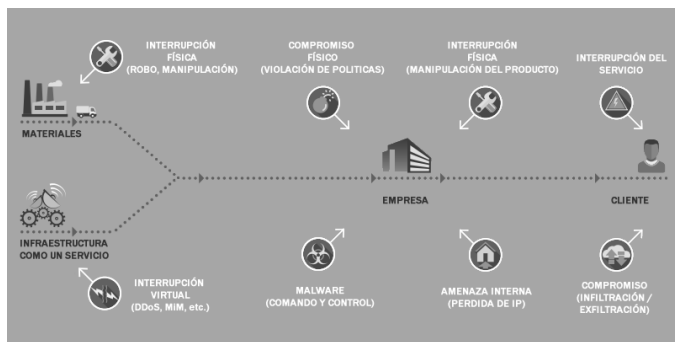 INTERRUPCIÓN
FÍSICA
(ROBO, MANIPULACIÓN)
COMPROMISO
FÍSICO
(VIOLACIÓN DE POLITICAS)
INTERRUPCIÓN
FÍSICA
(MANIPULACIÓN DEL PRODUCTO)
INTERRUPCIÓN DEL
SERVICIO
MATERIALES
EMPRESA
CLIENTE
INFRAESTRUCTURA
COMO UN SERVICIO
INTERRUPCIÓN
VIRTUAL
(DDoS, MiM, etc.)
MALWARE
(COMANDO Y CONTROL)
AMENAZA INTERNA
(PERDIDA DE IP)
COMPROMISO
(INFILTRACIÓN /
EXFILTRACIÓN)